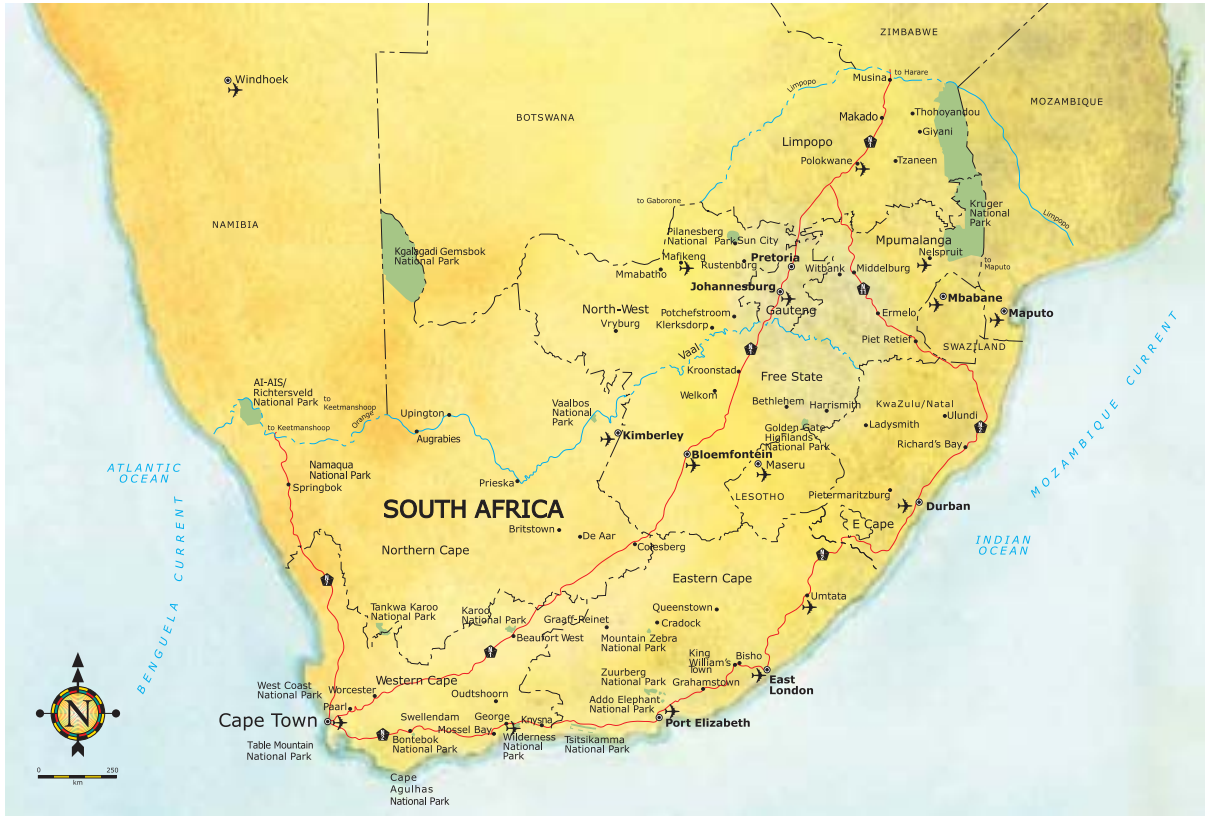 ZIMBABWE
Windhoek
Musina
to Harare
Limpopo
MOZAMBIQUE
BOTSWANA
Makado
Thohoyandou
Giyani
Limpopo
Polokwane
Tzaneen
to Gaborone
Kruger
National
Park
Limpopo
NAMIBIA
Pilanesberg
National Park
Sun City
Mpumalanga
Kgalagadi Gemsbok
National Park
Mafikeng
Mmabatho
Rustenburg
Pretoria
Witbank
Middelburg
Nelspruit
to
Maputo
Johannesburg
Mbabane
Maputo
North-West
Vryburg
Potchefstroom
Klerksdorp
Gauteng
Ermelo
Piet Retief
SWAZILAND
Vaal
Kroonstad
Free State
Welkom
Bethlehem
Harrismith
KwaZulu/Natal
Ulundi
AI-AIS/
Richtersveld
National Park
to
Keetmanshoop
to Keetmanshoop
Orange
Upington
Augrabies
Vaalbos
National
Park
Kimberley
Golden Gate
Highlands
National Park
Ladysmith
Richard's Bay
MOZAMBIQUE CURRENT
Bloemfontein
Maseru
ATLANTIC
OCEAN
Namaqua
National Park
Springbok
Prieska
LESOTHO
Pietermaritzburg
Durban
SOUTH AFRICA
Britstown
De Aar
E Cape
INDIAN
OCEAN
Northern Cape
Colesberg
BENGUELA CURRENT
Eastern Cape
Umtata
Tankwa Karoo
National Park
Karoo
National Park
Graaff-Reinet
Queenstown
Cradock
Beaufort West
Mountain Zebra
National Park
King
William's
Town
Bisho
West Coast
National Park
Worcester
Western Cape
Oudtshoorn
Zuurberg
National Park
Grahamstown
East
London
Paarl
Addo Elephant
National Park
N
Cape Town
Swellendam
George
Knysna
Port Elizabeth
Mossel Bay
Table Mountain
National Park
Bontebok
National Park
Wilderness
National
Park
Tsitsikamma
National Park
0
250
km
Cape
Agulhas
National Park